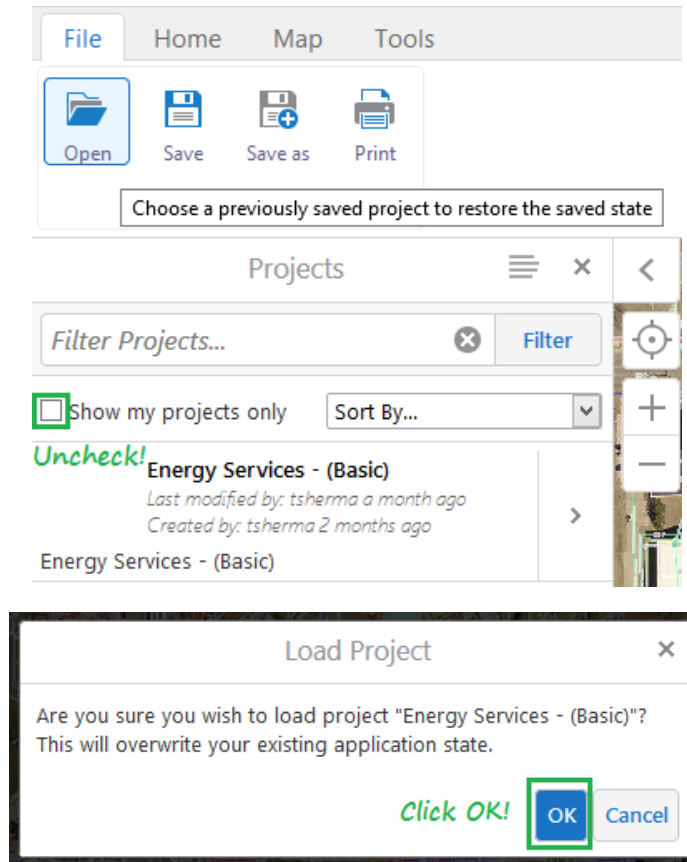 File Home Map Tools
Open Save Save as Print
Choose a previously saved project to restore the saved state
Projects
Filter Projects... Filter
Show my projects only Sort By...
Uncheck!
Energy Services - (Basic)
Last modified by: tsherma a month ago
Created by: tsherma 2 months ago
Energy Services - (Basic)
Load Project
Are you sure you wish to load project "Energy Services - (Basic)"?
This will overwrite your existing application state.
Click OK! OK Cancel